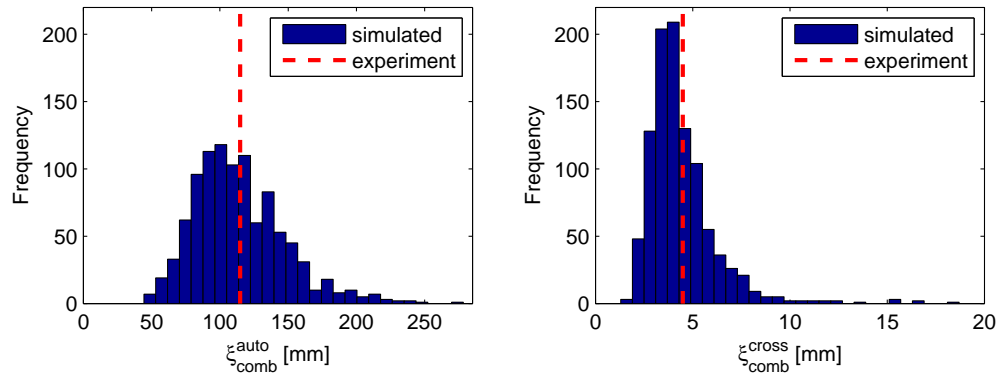 200
150
100
50
0
Frequency
simulated
experiment
0 50 100 150 200 250
ξ_comb^auto [mm]
200
150
100
50
0
Frequency
simulated
experiment
0 5 10 15 20
ξ_comb^cross [mm]